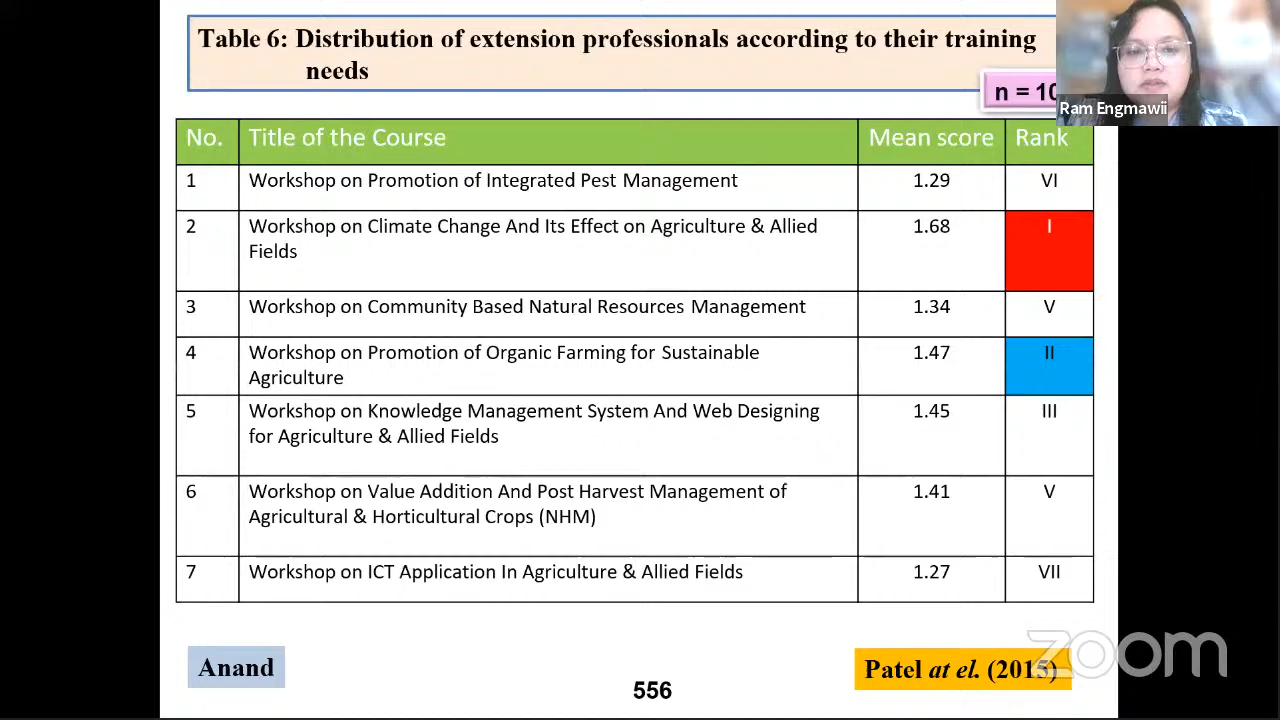 Table 6: Distribution of extension professionals according to their training
needs
n = 10
Ram Engmawii
No. Title of the Course Mean score Rank
1 Workshop on Promotion of Integrated Pest Management 1.29 VI
2 Workshop on Climate Change And Its Effect on Agriculture & Allied 1.68 I
Fields
3 Workshop on Community Based Natural Resources Management 1.34 V
4 Workshop on Promotion of Organic Farming for Sustainable 1.47 II
Agriculture
5 Workshop on Knowledge Management System And Web Designing 1.45 III
for Agriculture & Allied Fields
6 Workshop on Value Addition And Post Harvest Management of 1.41 V
Agricultural & Horticultural Crops (NHM)
7 Workshop on ICT Application In Agriculture & Allied Fields 1.27 VII
zoom
Anand
Patel at el. (2015)
556